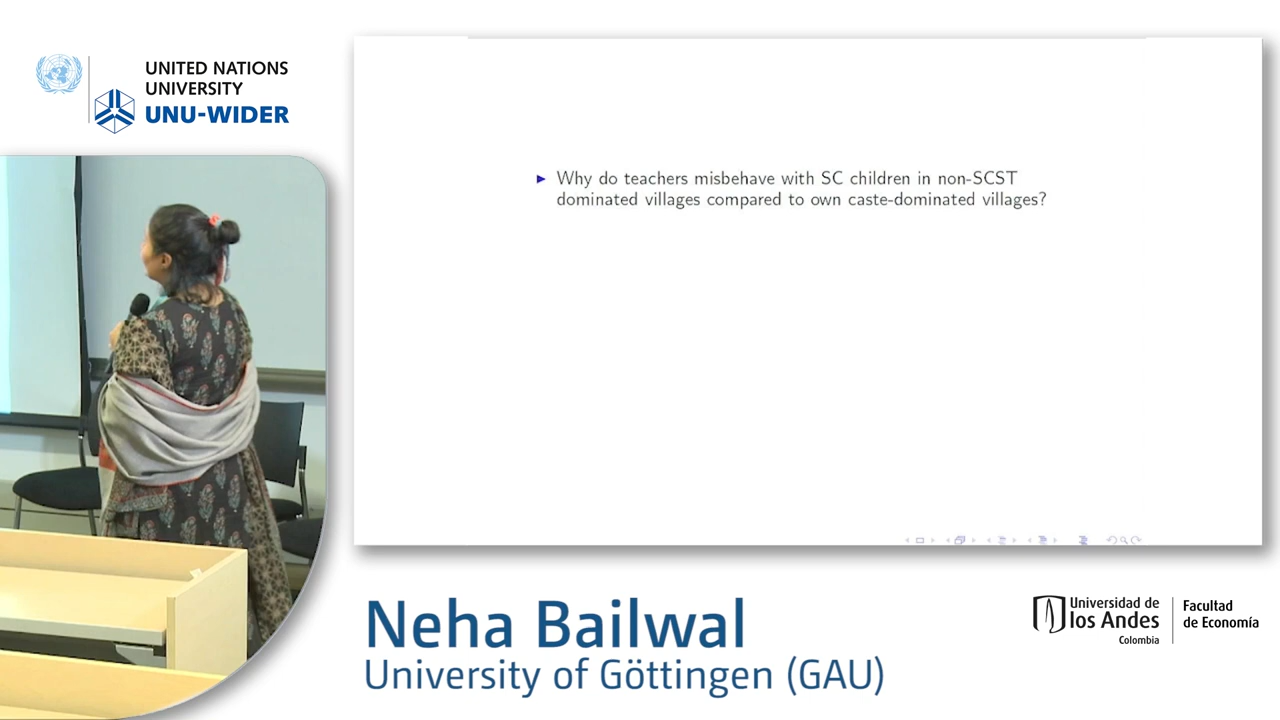 UNITED NATIONS
UNIVERSITY
UNU-WIDER
► Why do teachers misbehave with SC children in non-SCST
dominated villages compared to own caste-dominated villages?
Neha Bailwal
University of Göttingen (GAU)
Universidad de
los Andes
Colombia
Facultad
de Economía